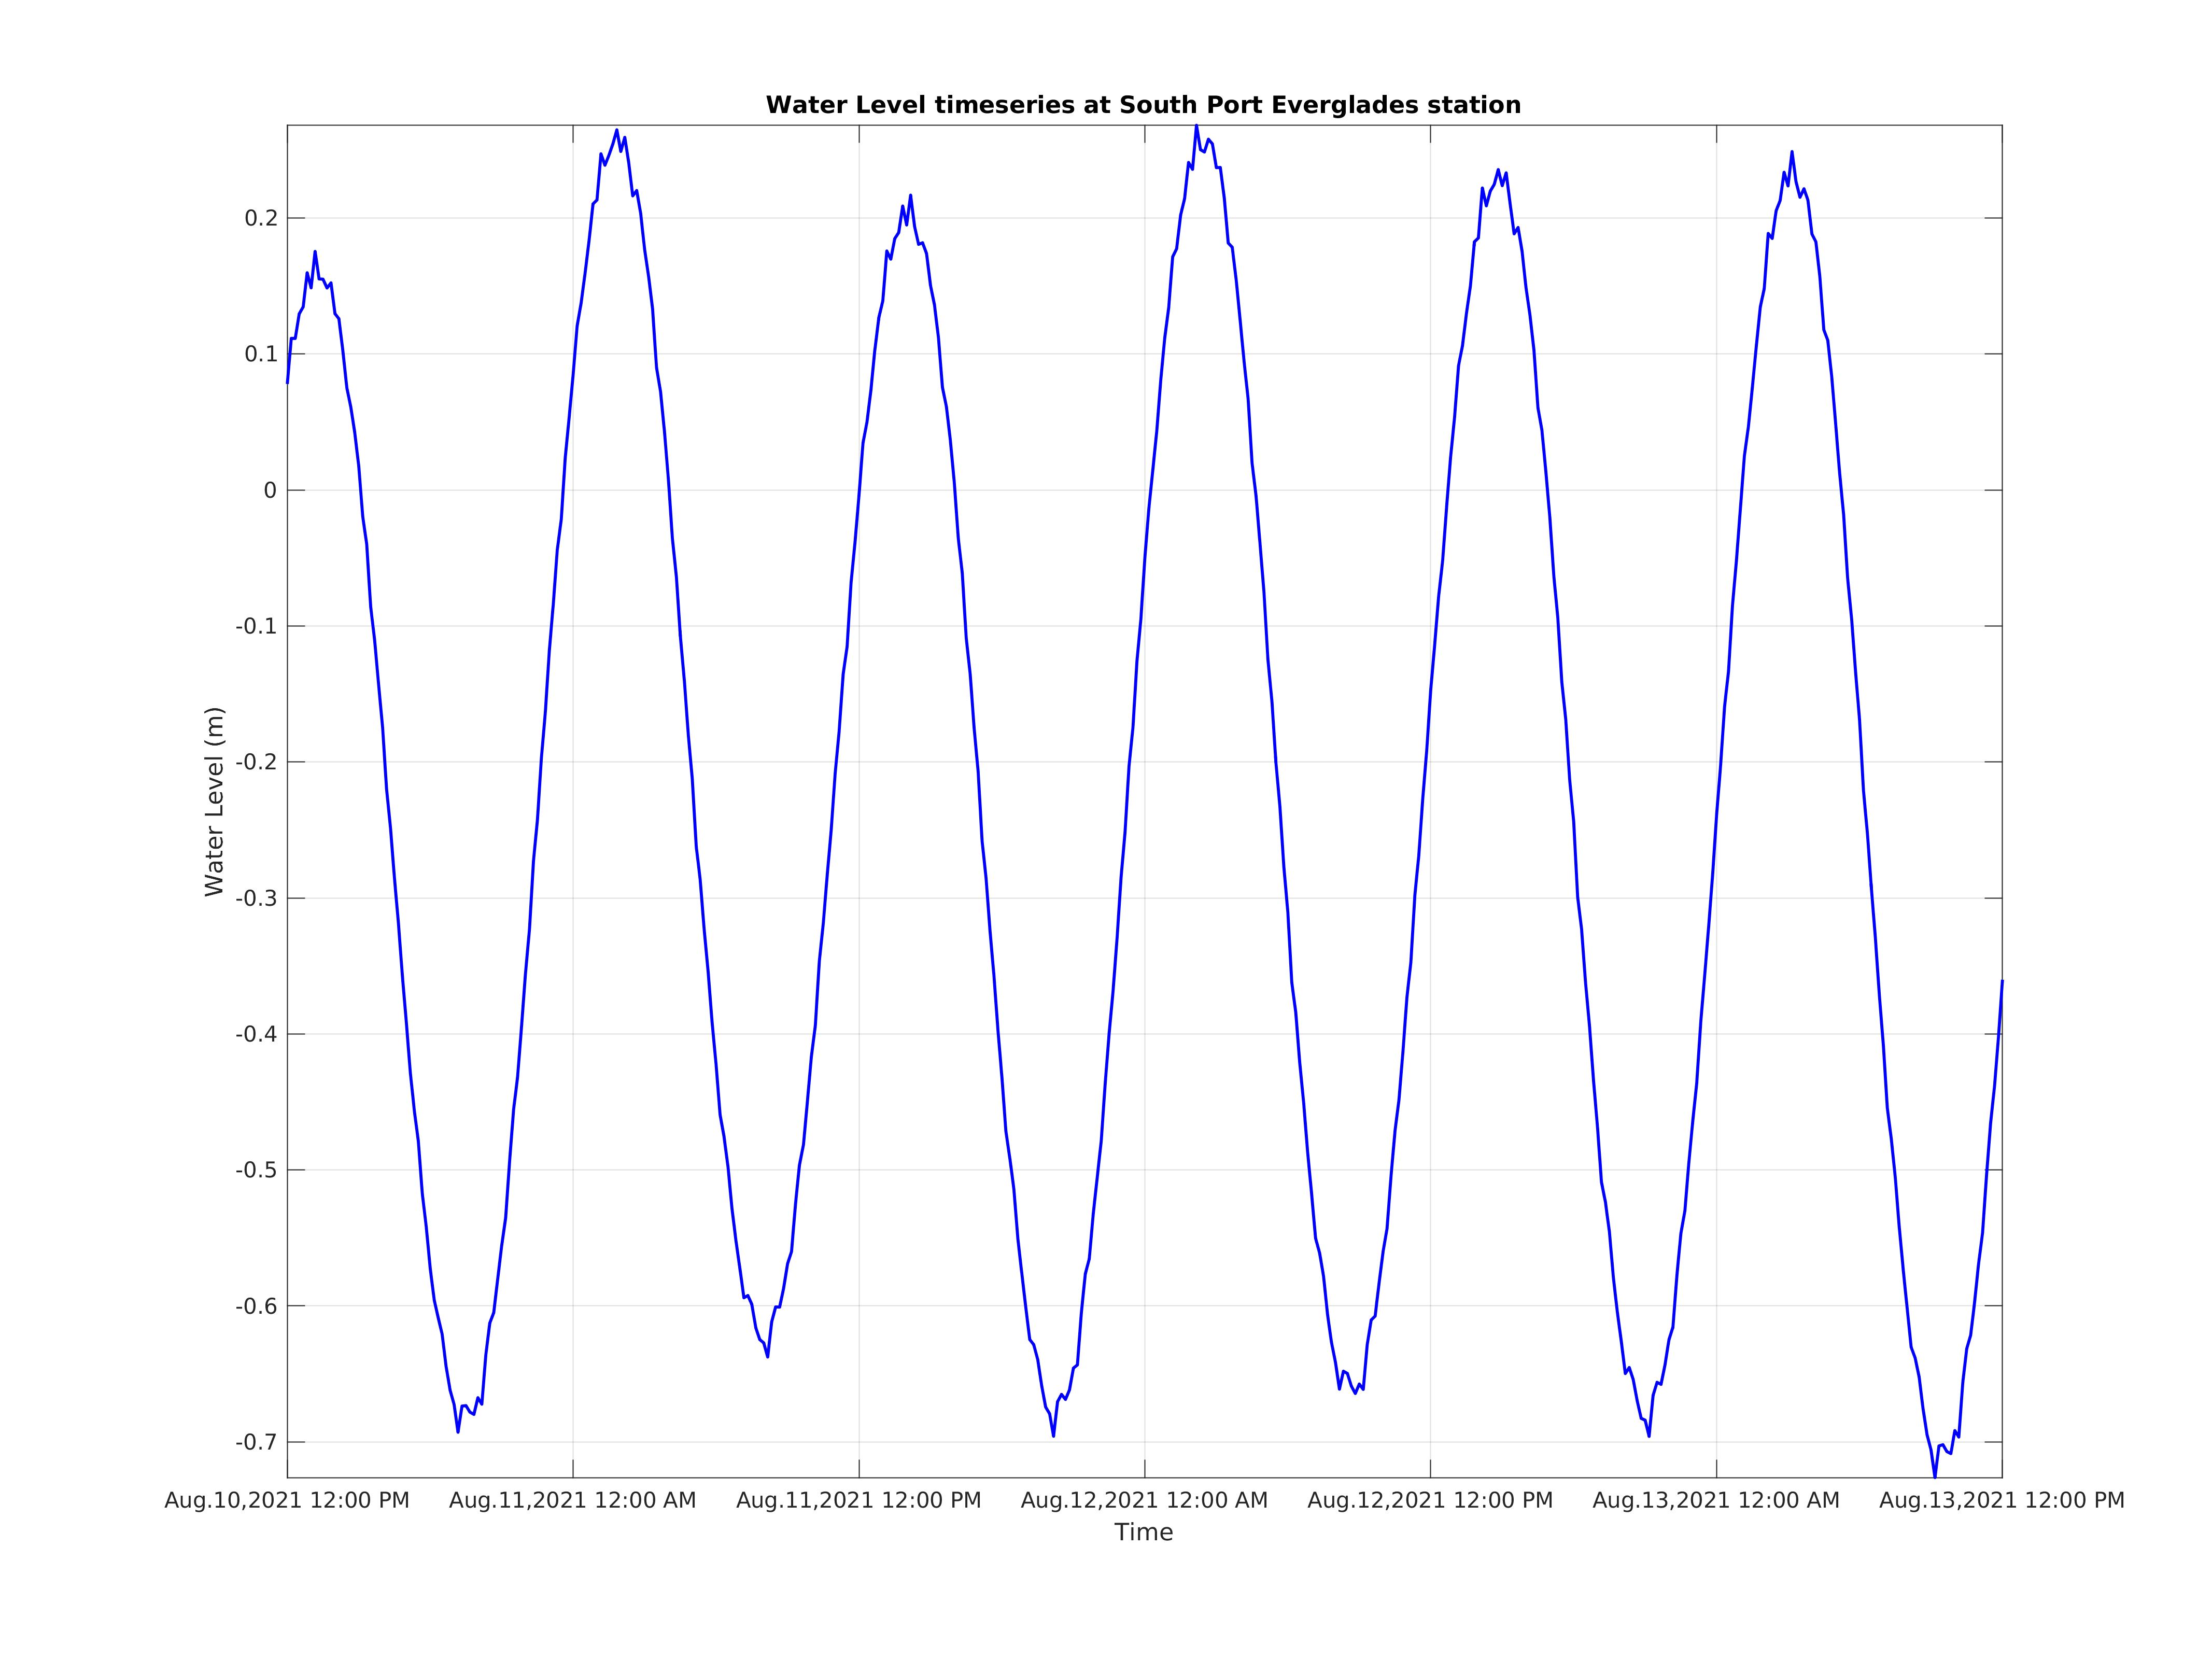 Water Level timeseries at South Port Everglades station
0.2
0.1
0
-0.1
-0.2
-0.3
-0.4
-0.5
-0.6
-0.7
Water Level (m)
Aug.10,2021 12:00 PM Aug.11,2021 12:00 AM Aug.11,2021 12:00 PM Aug.12,2021 12:00 AM Aug.12,2021 12:00 PM Aug.13,2021 12:00 AM Aug.13,2021 12:00 PM
Time